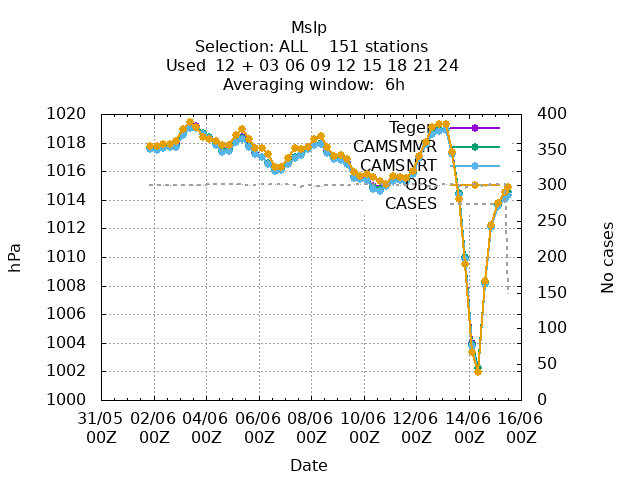 Mslp
Selection: ALL    151 stations
Used  12 + 03 06 09 12 15 18 21 24
Averaging window:  6h
1020
1018
1016
1014
1012
1010
1008
1006
1004
1002
1000
hPa
400
350
300
250
200
150
100
50
0
No cases
Tegen
CAMSMMR
CAMSNRT
OBS
CASES
31/05 02/06 04/06 06/06 08/06 10/06 12/06 14/06 16/06
00Z 00Z 00Z 00Z 00Z 00Z 00Z 00Z 00Z
Date